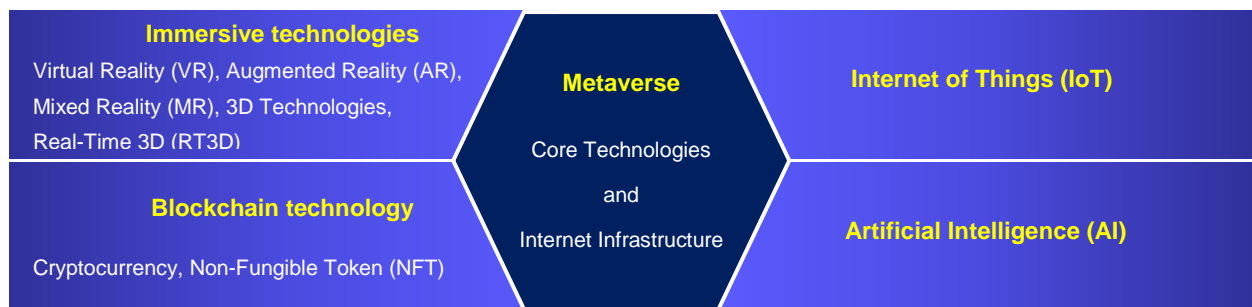 Immersive technologies
Virtual Reality (VR), Augmented Reality (AR),
Mixed Reality (MR), 3D Technologies,
Real-Time 3D (RT3D)
Blockchain technology
Cryptocurrency, Non-Fungible Token (NFT)
Metaverse
Core Technologies
and
Internet Infrastructure
Internet of Things (IoT)
Artificial Intelligence (AI)